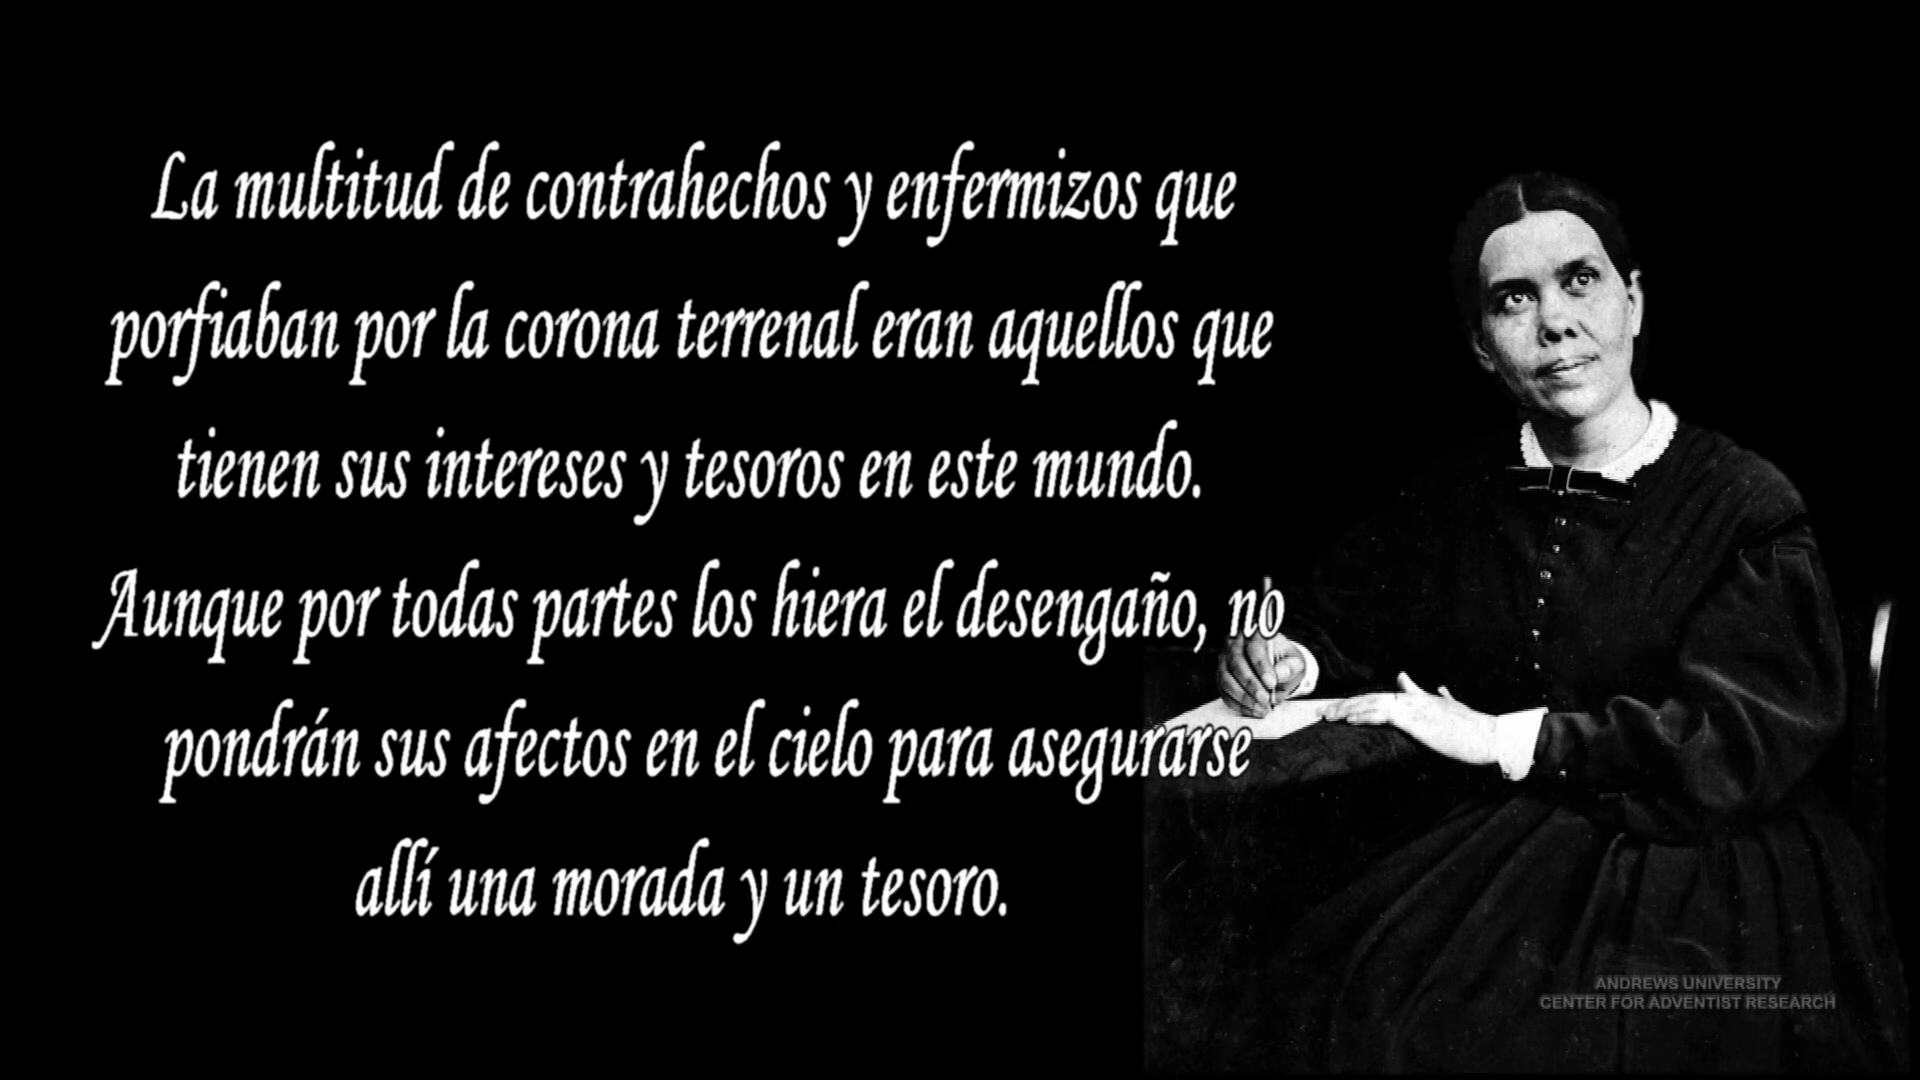 La multitud de contrahechos y enfermizos que
porfiaban por la corona terrenal eran aquellos que
tienen sus intereses y tesoros en este mundo.
Aunque por todas partes los hiera el desengaño, no
pondrán sus afectos en el cielo para asegurarse
allí una morada y un tesoro.
ANDREWS UNIVERSITY
CENTER FOR ADVENTIST RESEARCH